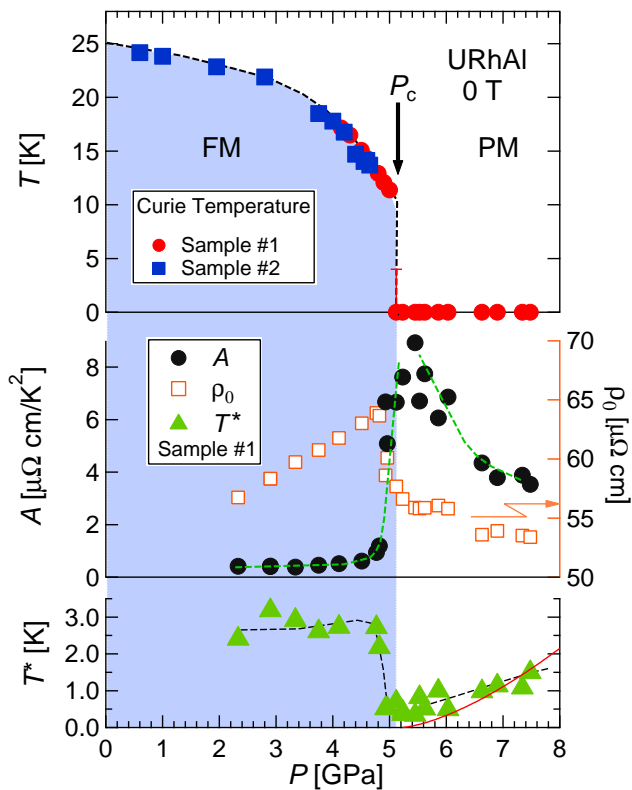 25
20
15
10
5
0
T [K]
FM
P_c
URhAl
0 T
PM
Curie Temperature
Sample #1
Sample #2
8
6
4
2
0
A [μΩ cm/K²]
A
ρ₀
T*
Sample #1
70
65
60
55
50
ρ₀ [μΩ cm]
3.0
2.0
1.0
0.0
T* [K]
0
1
2
3
4
5
6
7
8
P [GPa]